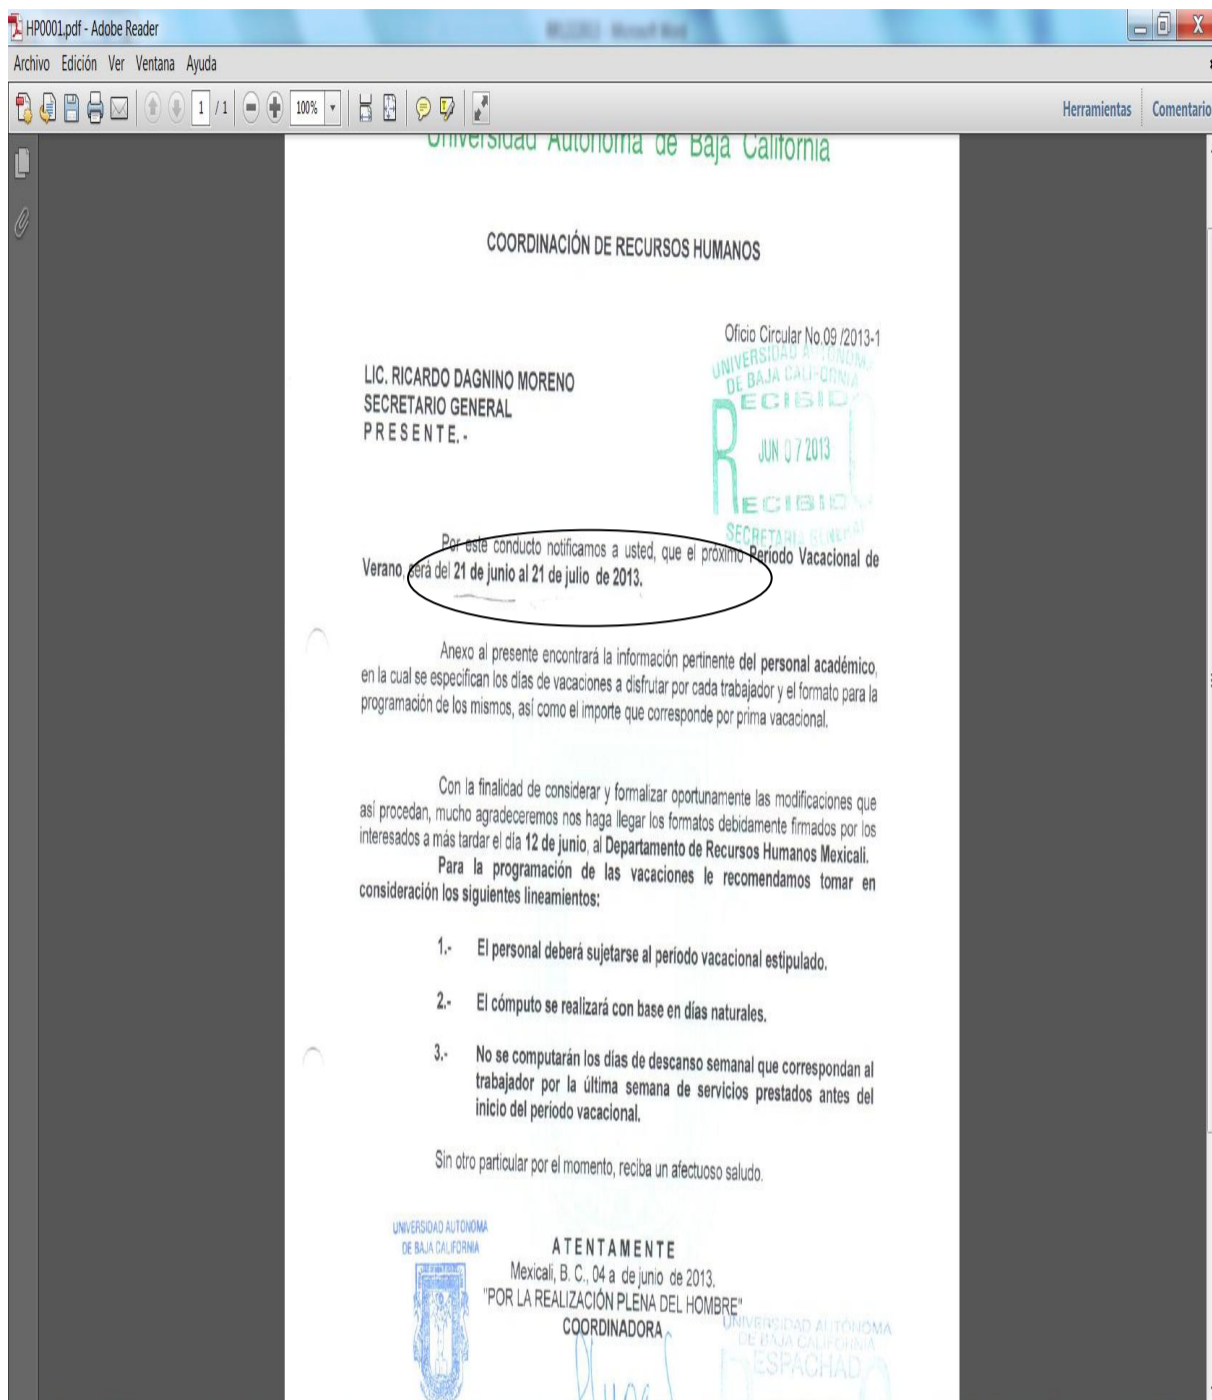 HP0001.pdf - Adobe Reader
Archivo Edición Ver Ventana Ayuda
1 / 1 100% Herramientas Comentario
Universidad Autónoma de Baja California
COORDINACIÓN DE RECURSOS HUMANOS
Oficio Circular No.09 /2013-1
UNIVERSIDAD AUTONOMA
DE BAJA CALIFORNIA
RECIBIDO
JUN 07 2013
RECIBIDO
SECRETARIA GENERAL
LIC. RICARDO DAGNINO MORENO
SECRETARIO GENERAL
P R E S E N T E. -
Por este conducto notificamos a usted, que el próximo Período Vacacional de
Verano, será del 21 de junio al 21 de julio de 2013.
Anexo al presente encontrará la información pertinente del personal académico,
en la cual se especifican los días de vacaciones a disfrutar por cada trabajador y el formato para la
programación de los mismos, así como el importe que corresponde por prima vacacional.
Con la finalidad de considerar y formalizar oportunamente las modificaciones que
así procedan, mucho agradeceremos nos haga llegar los formatos debidamente firmados por los
interesados a más tardar el día 12 de junio, al Departamento de Recursos Humanos Mexicali.
Para la programación de las vacaciones le recomendamos tomar en
consideración los siguientes lineamientos:
1.- El personal deberá sujetarse al período vacacional estipulado.
2.- El cómputo se realizará con base en días naturales.
3.- No se computarán los días de descanso semanal que correspondan al
trabajador por la última semana de servicios prestados antes del
inicio del período vacacional.
Sin otro particular por el momento, reciba un afectuoso saludo.
UNIVERSIDAD AUTONOMA
DE BAJA CALIFORNIA
A T E N T A M E N T E
Mexicali, B. C., 04 a de junio de 2013.
"POR LA REALIZACIÓN PLENA DEL HOMBRE"
COORDINADORA
UNIVERSIDAD AUTÓNOMA
DE BAJA CALIFORNIA
ESPACHAD